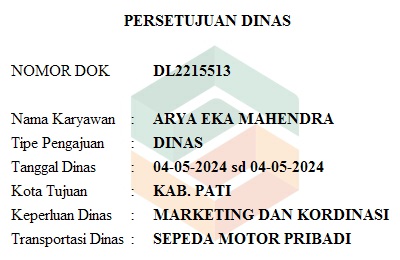 PERSETUJUAN DINAS
NOMOR DOK DL2215513
Nama Karyawan : ARYA EKA MAHENDRA
Tipe Pengajuan : DINAS
Tanggal Dinas : 04-05-2024 sd 04-05-2024
Kota Tujuan : KAB. PATI
Keperluan Dinas : MARKETING DAN KORDINASI
Transportasi Dinas : SEPEDA MOTOR PRIBADI